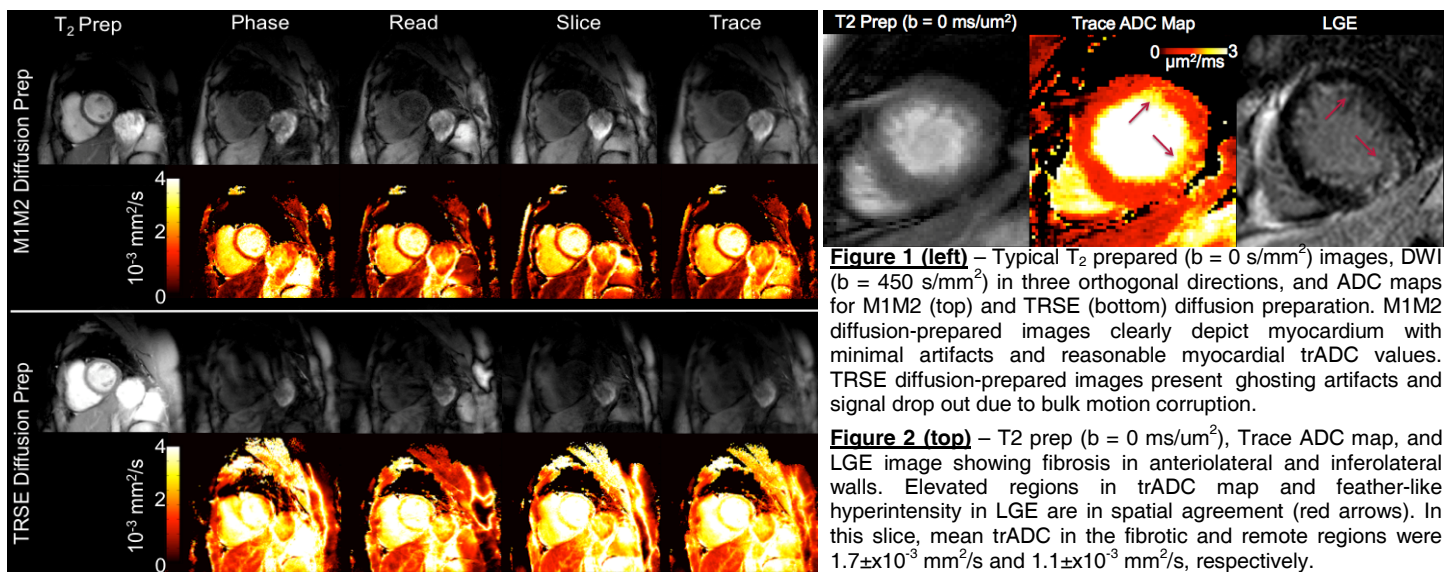 T2 Prep Phase Read Slice Trace
M1M2 Diffusion Prep
4
2
0
10-3 mm2/s
TRSE Diffusion Prep
4
2
0
10-3 mm2/s
T2 Prep (b = 0 ms/um2) Trace ADC Map LGE
0 3
µm2/ms
Figure 1 (left) – Typical T2 prepared (b = 0 s/mm2) images, DWI
(b = 450 s/mm2) in three orthogonal directions, and ADC maps
for M1M2 (top) and TRSE (bottom) diffusion preparation. M1M2
diffusion-prepared images clearly depict myocardium with
minimal artifacts and reasonable myocardial trADC values.
TRSE diffusion-prepared images present ghosting artifacts and
signal drop out due to bulk motion corruption.
Figure 2 (top) – T2 prep (b = 0 ms/um2), Trace ADC map, and
LGE image showing fibrosis in anteriolateral and inferolateral
walls. Elevated regions in trADC map and feather-like
hyperintensity in LGE are in spatial agreement (red arrows). In
this slice, mean trADC in the fibrotic and remote regions were
1.7±x10-3 mm2/s and 1.1±x10-3 mm2/s, respectively.